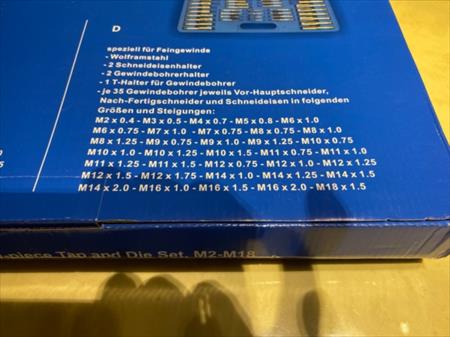 D
speziell für Feingewinde
- Wolframstahl
- 2 Schneideisenhalter
- 2 Gewindebohrerhalter
- 1 T-Halter für Gewindebohrer
- je 35 Gewindebohrer jeweils Vor-Hauptschneider,
Nach-Fertigschneider und Schneideisen in folgenden
Größen und Steigungen:
M2 x 0.4 - M3 x 0.5 - M4 x 0.7 - M5 x 0.8 - M6 x 1.0
M6 x 0.75 - M7 x 1.0 - M7 x 0.75 - M8 x 0.75 - M8 x 1.0
M8 x 1.25 - M9 x 0.75 - M9 x 1.0 - M9 x 1.25 - M10 x 0.75
M10 x 1.0 - M10 x 1.25 - M10 x 1.5 - M11 x 0.75 - M11 x 1.0
M11 x 1.25 - M11 x 1.5 - M12 x 0.75 - M12 x 1.0 - M12 x 1.25
M12 x 1.5 - M12 x 1.75 - M14 x 1.0 - M14 x 1.25 - M14 x 1.5
M14 x 2.0 - M16 x 1.0 - M16 x 1.5 - M16 x 2.0 - M18 x 1.5
-piece Tap and Die Set, M2-M18